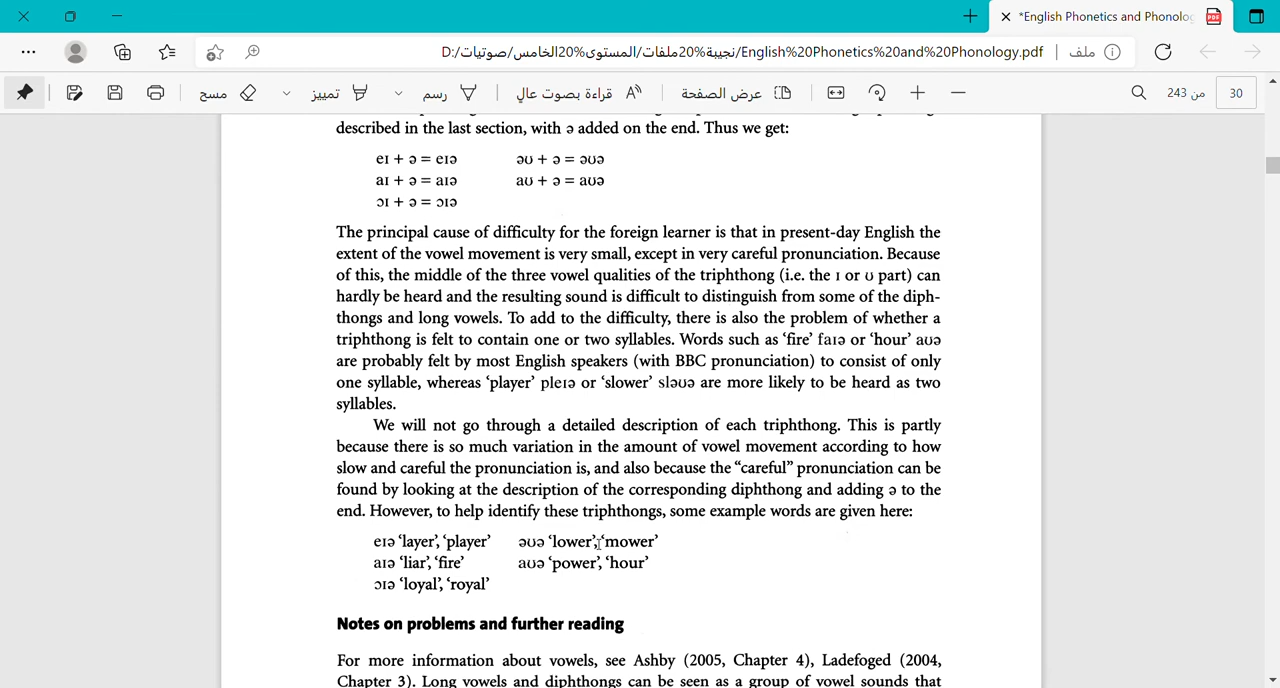 *English Phonetics and Phonolo
D:/نجيبة%20ملفات/المستوى%20الخامس/صوتيات/English%20Phonetics%20and%20Phonology.pdf
ملف
مسح
تمييز
رسم
قراءة بصوت عالٍ
عرض الصفحة
من 243
30
described in the last section, with ə added on the end. Thus we get:
eɪ + ə = eɪə əʊ + ə = əʊə
aɪ + ə = aɪə aʊ + ə = aʊə
ɔɪ + ə = ɔɪə
The principal cause of difficulty for the foreign learner is that in present-day English the
extent of the vowel movement is very small, except in very careful pronunciation. Because
of this, the middle of the three vowel qualities of the triphthong (i.e. the ɪ or ʊ part) can
hardly be heard and the resulting sound is difficult to distinguish from some of the diph-
thongs and long vowels. To add to the difficulty, there is also the problem of whether a
triphthong is felt to contain one or two syllables. Words such as ‘fire’ faɪə or ‘hour’ aʊə
are probably felt by most English speakers (with BBC pronunciation) to consist of only
one syllable, whereas ‘player’ pleɪə or ‘slower’ sləʊə are more likely to be heard as two
syllables.
We will not go through a detailed description of each triphthong. This is partly
because there is so much variation in the amount of vowel movement according to how
slow and careful the pronunciation is, and also because the “careful” pronunciation can be
found by looking at the description of the corresponding diphthong and adding ə to the
end. However, to help identify these triphthongs, some example words are given here:
eɪə ‘layer’, ‘player’ əʊə ‘lower’, ‘mower’
aɪə ‘liar’, ‘fire’ aʊə ‘power’, ‘hour’
ɔɪə ‘loyal’, ‘royal’
Notes on problems and further reading
For more information about vowels, see Ashby (2005, Chapter 4), Ladefoged (2004,
Chapter 3). Long vowels and diphthongs can be seen as a group of vowel sounds that